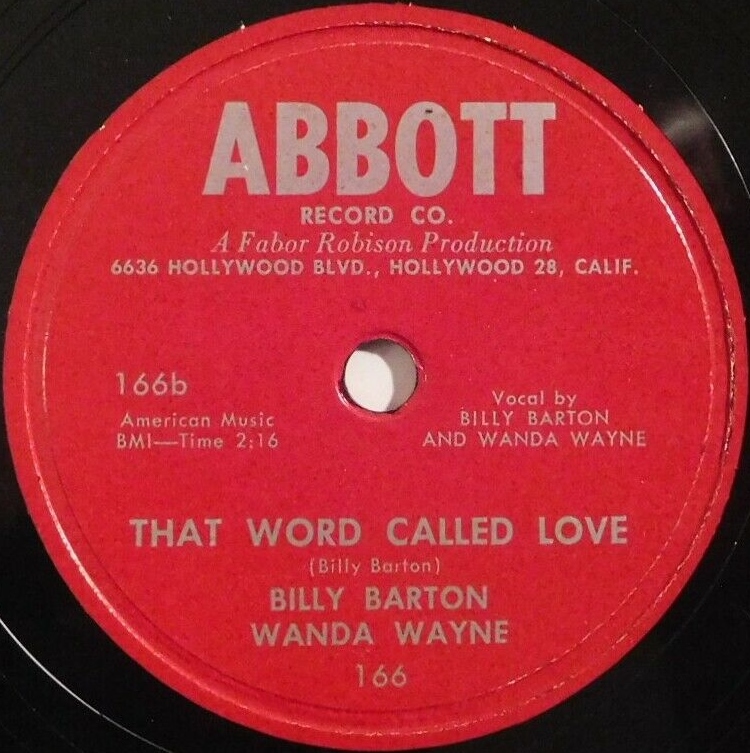 ABBOTT
RECORD CO.
A Fabor Robison Production
6636 HOLLYWOOD BLVD., HOLLYWOOD 28, CALIF.
166b
American Music
BMI—Time 2:16
Vocal by
BILLY BARTON
AND WANDA WAYNE
THAT WORD CALLED LOVE
(Billy Barton)
BILLY BARTON
WANDA WAYNE
166